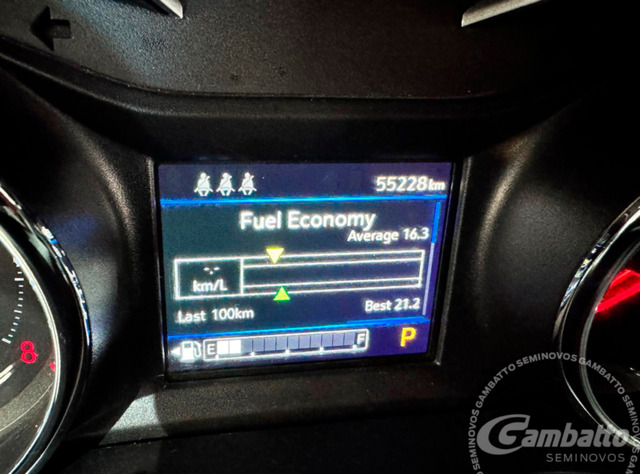 55228km
Fuel Economy
Average 16.3
--
km/L
Last 100km
Best 21.2
E
F
P
8
GAMBATTO SEMINOVOS GAMBATTO SEMINOVOS
Gambatto
SEMINOVOS